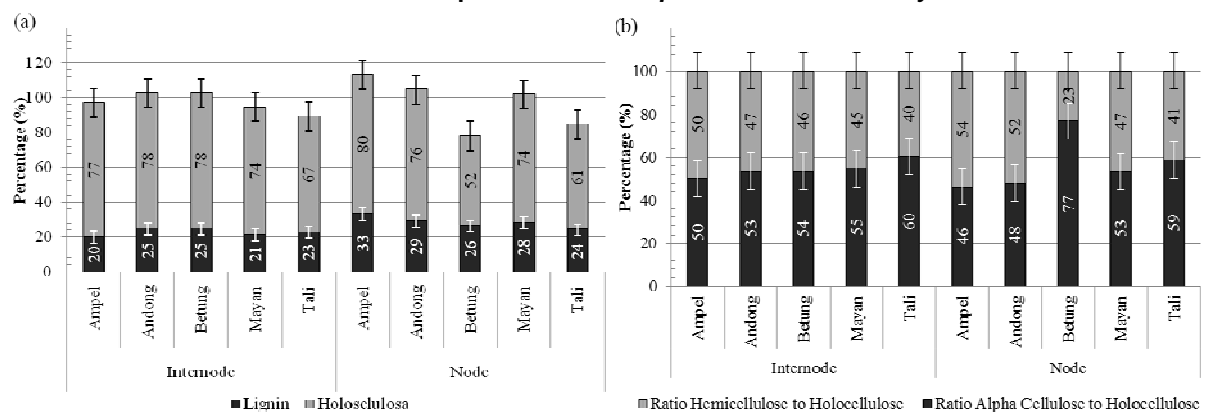 (a)
Percentage (%)
120
100
80
60
40
20
0
77 78 78 74 67 80 76 52 74 61
20 25 25 21 23 33 29 26 28 24
Ampel Andong Betung Mayan Tali Ampel Andong Betung Mayan Tali
Internode Node
Lignin Holoselulosa
(b)
Percentage (%)
100
80
60
40
20
0
50 47 46 45 40 54 52 23 47 41
50 53 54 55 60 46 48 77 53 59
Ampel Andong Betung Mayan Tali Ampel Andong Betung Mayan Tali
Internode Node
Ratio Hemicellulose to Holocellulose Ratio Alpha Cellulose to Holocellulose